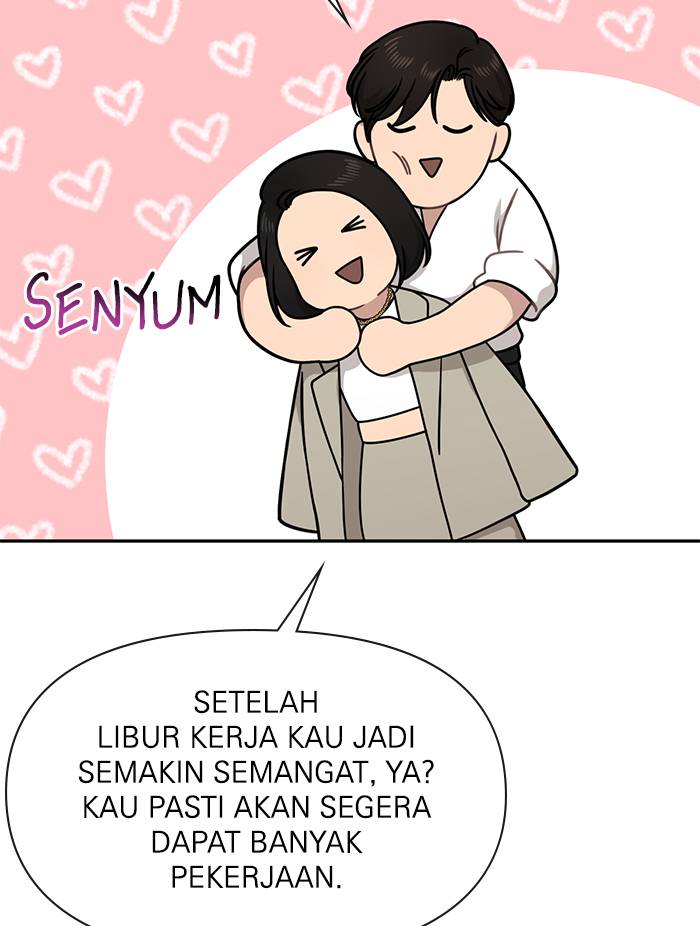 SENYUM
SETELAH
LIBUR KERJA KAU JADI
SEMAKIN SEMANGAT, YA?
KAU PASTI AKAN SEGERA
DAPAT BANYAK
PEKERJAAN.